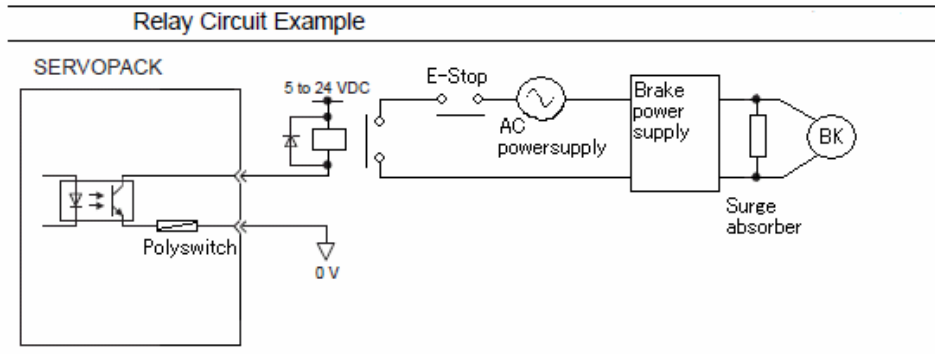 Relay Circuit Example
SERVOPACK
5 to 24 VDC
E-Stop
AC
powersupply
Brake
power
supply
BK
Surge
absorber
Polyswitch
0 V